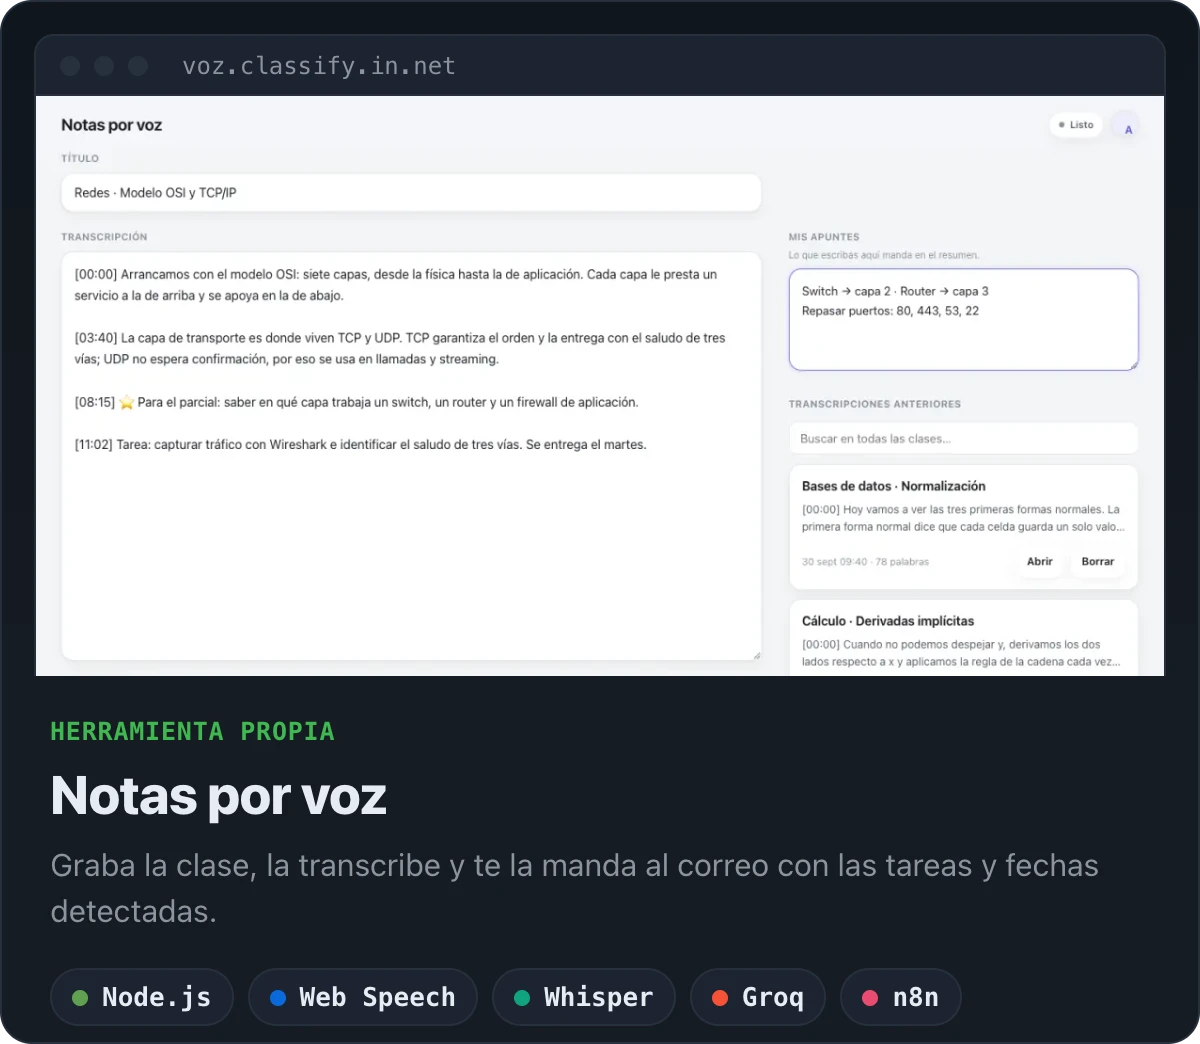 voz.classify.in.net
Notas por voz
Listo
A
TÍTULO
Redes · Modelo OSI y TCP/IP
TRANSCRIPCIÓN
[00:00] Arrancamos con el modelo OSI: siete capas, desde la física hasta la de aplicación. Cada capa le presta un
servicio a la de arriba y se apoya en la de abajo.
[03:40] La capa de transporte es donde viven TCP y UDP. TCP garantiza el orden y la entrega con el saludo de tres
vías; UDP no espera confirmación, por eso se usa en llamadas y streaming.
[08:15] ⭐ Para el parcial: saber en qué capa trabaja un switch, un router y un firewall de aplicación.
[11:02] Tarea: capturar tráfico con Wireshark e identificar el saludo de tres vías. Se entrega el martes.
MIS APUNTES
Lo que escribas aquí manda en el resumen.
Switch → capa 2 · Router → capa 3
Repasar puertos: 80, 443, 53, 22
TRANSCRIPCIONES ANTERIORES
Buscar en todas las clases...
Bases de datos · Normalización
[00:00] Hoy vamos a ver las tres primeras formas normales. La
primera forma normal dice que cada celda guarda un solo valo...
30 sept 09:40 · 78 palabras
Abrir
Borrar
Cálculo · Derivadas implícitas
[00:00] Cuando no podemos despejar y, derivamos los dos
lados respecto a x y aplicamos la regla de la cadena cada vez...
HERRAMIENTA PROPIA
Notas por voz
Graba la clase, la transcribe y te la manda al correo con las tareas y fechas
detectadas.
Node.js
Web Speech
Whisper
Groq
n8n